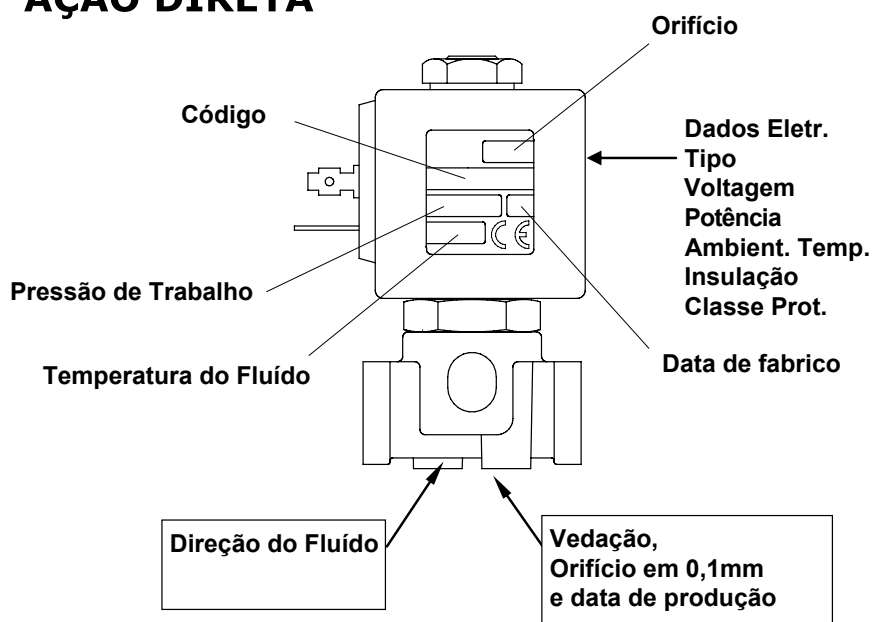 AÇÃO DIRETA
Orifício
Código
Dados Eletr.
Tipo
Voltagem
Potência
Ambient. Temp.
Insulação
Classe Prot.
CE
Pressão de Trabalho
Temperatura do Fluído
Data de fabrico
Direção do Fluído
Vedação,
Orifício em 0,1mm
e data de produção